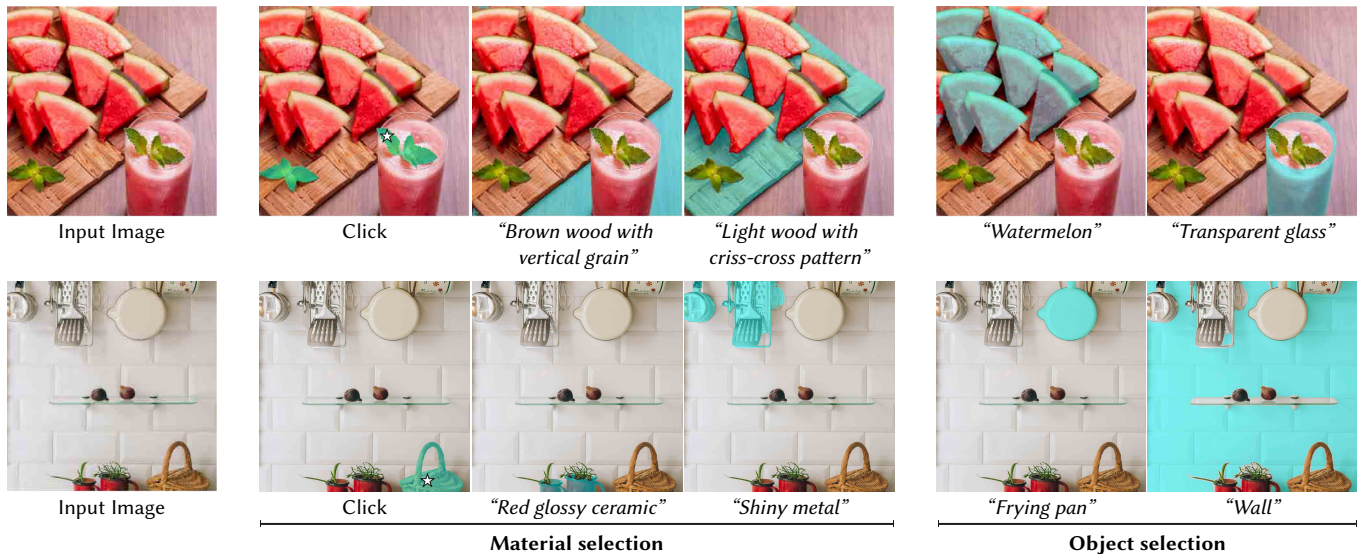 Input Image
Click
“Brown wood with
vertical grain”
“Light wood with
criss-cross pattern”
“Watermelon”
“Transparent glass”
Input Image
Click
“Red glossy ceramic”
“Shiny metal”
“Frying pan”
“Wall”
Material selection
Object selection